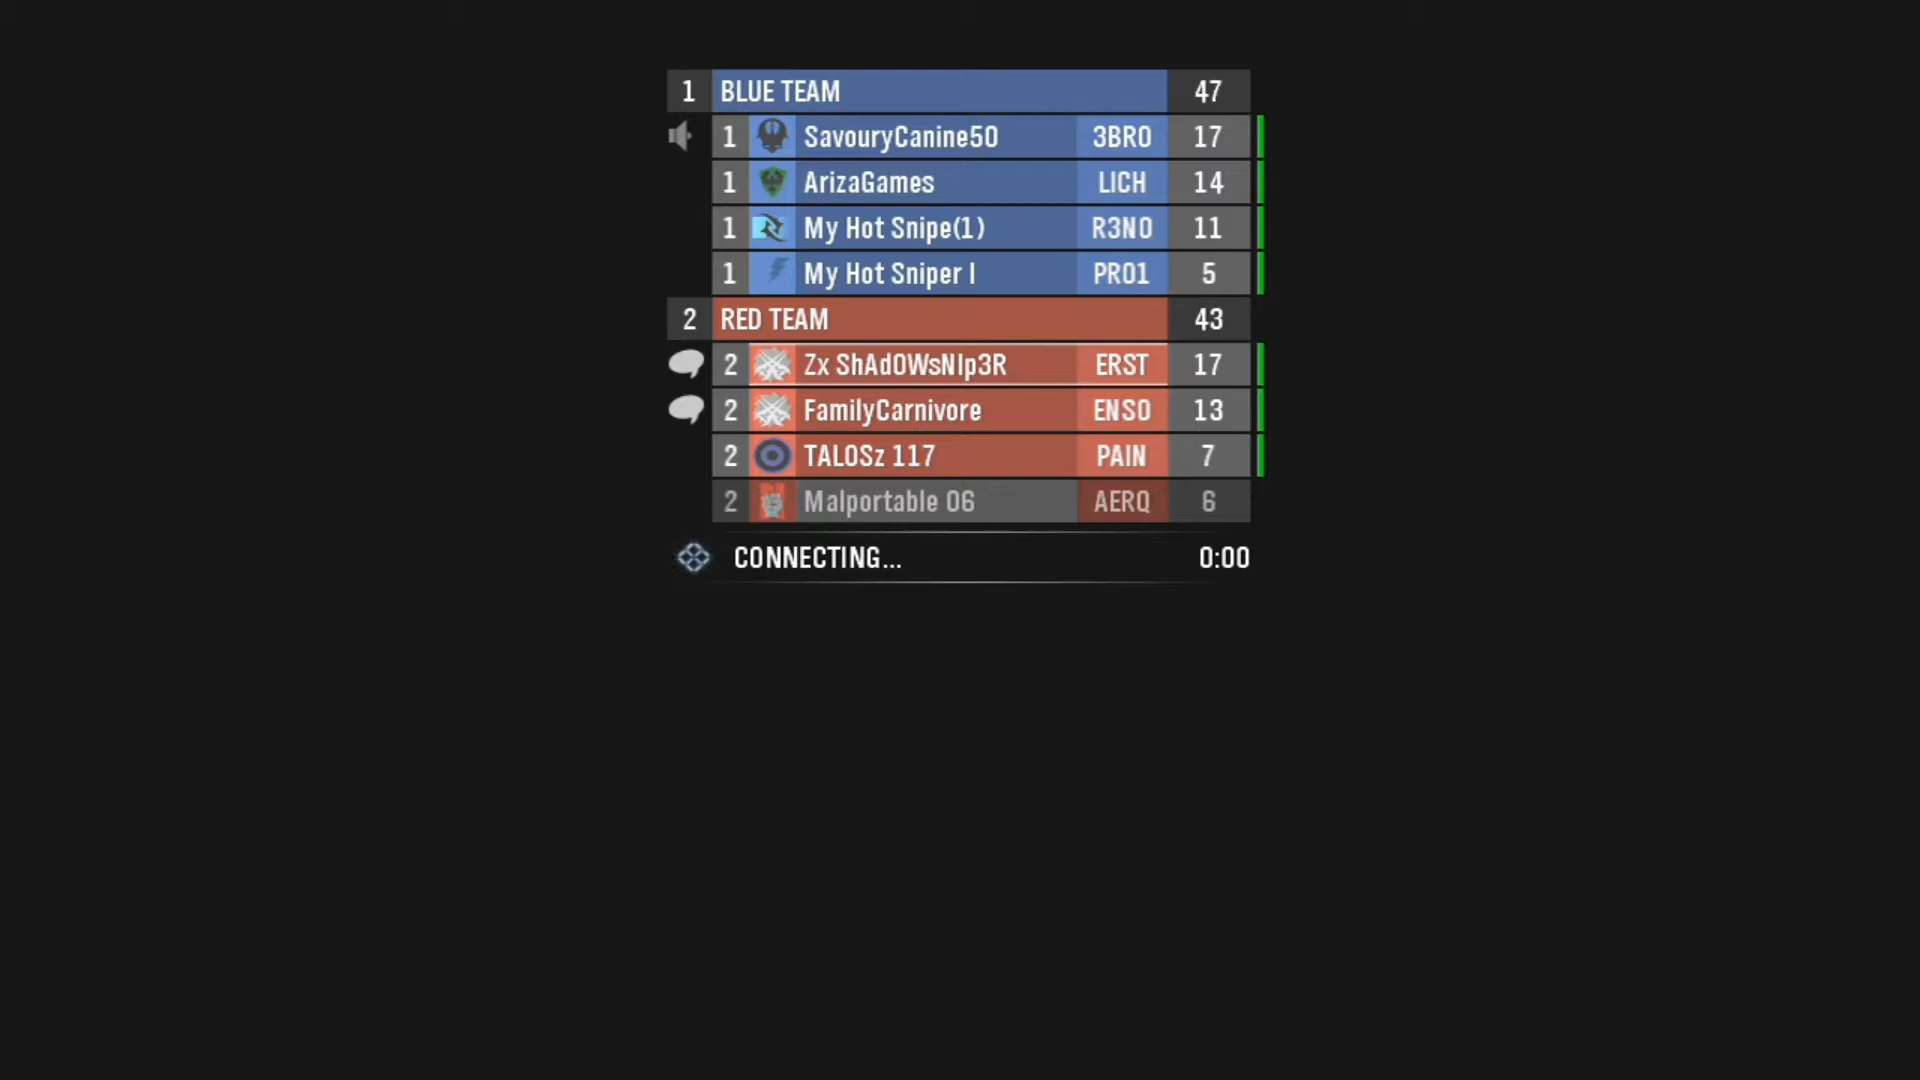 1 BLUE TEAM 47
1 SavouryCanine50 3BRO 17
1 ArizaGames LICH 14
1 My Hot Snipe(1) R3NO 11
1 My Hot Sniper l PRO1 5
2 RED TEAM 43
2 Zx ShAdOWsNIp3R ERST 17
2 FamilyCarnivore ENSO 13
2 TALOSz 117 PAIN 7
2 Malportable 06 AERQ 6
CONNECTING... 0:00